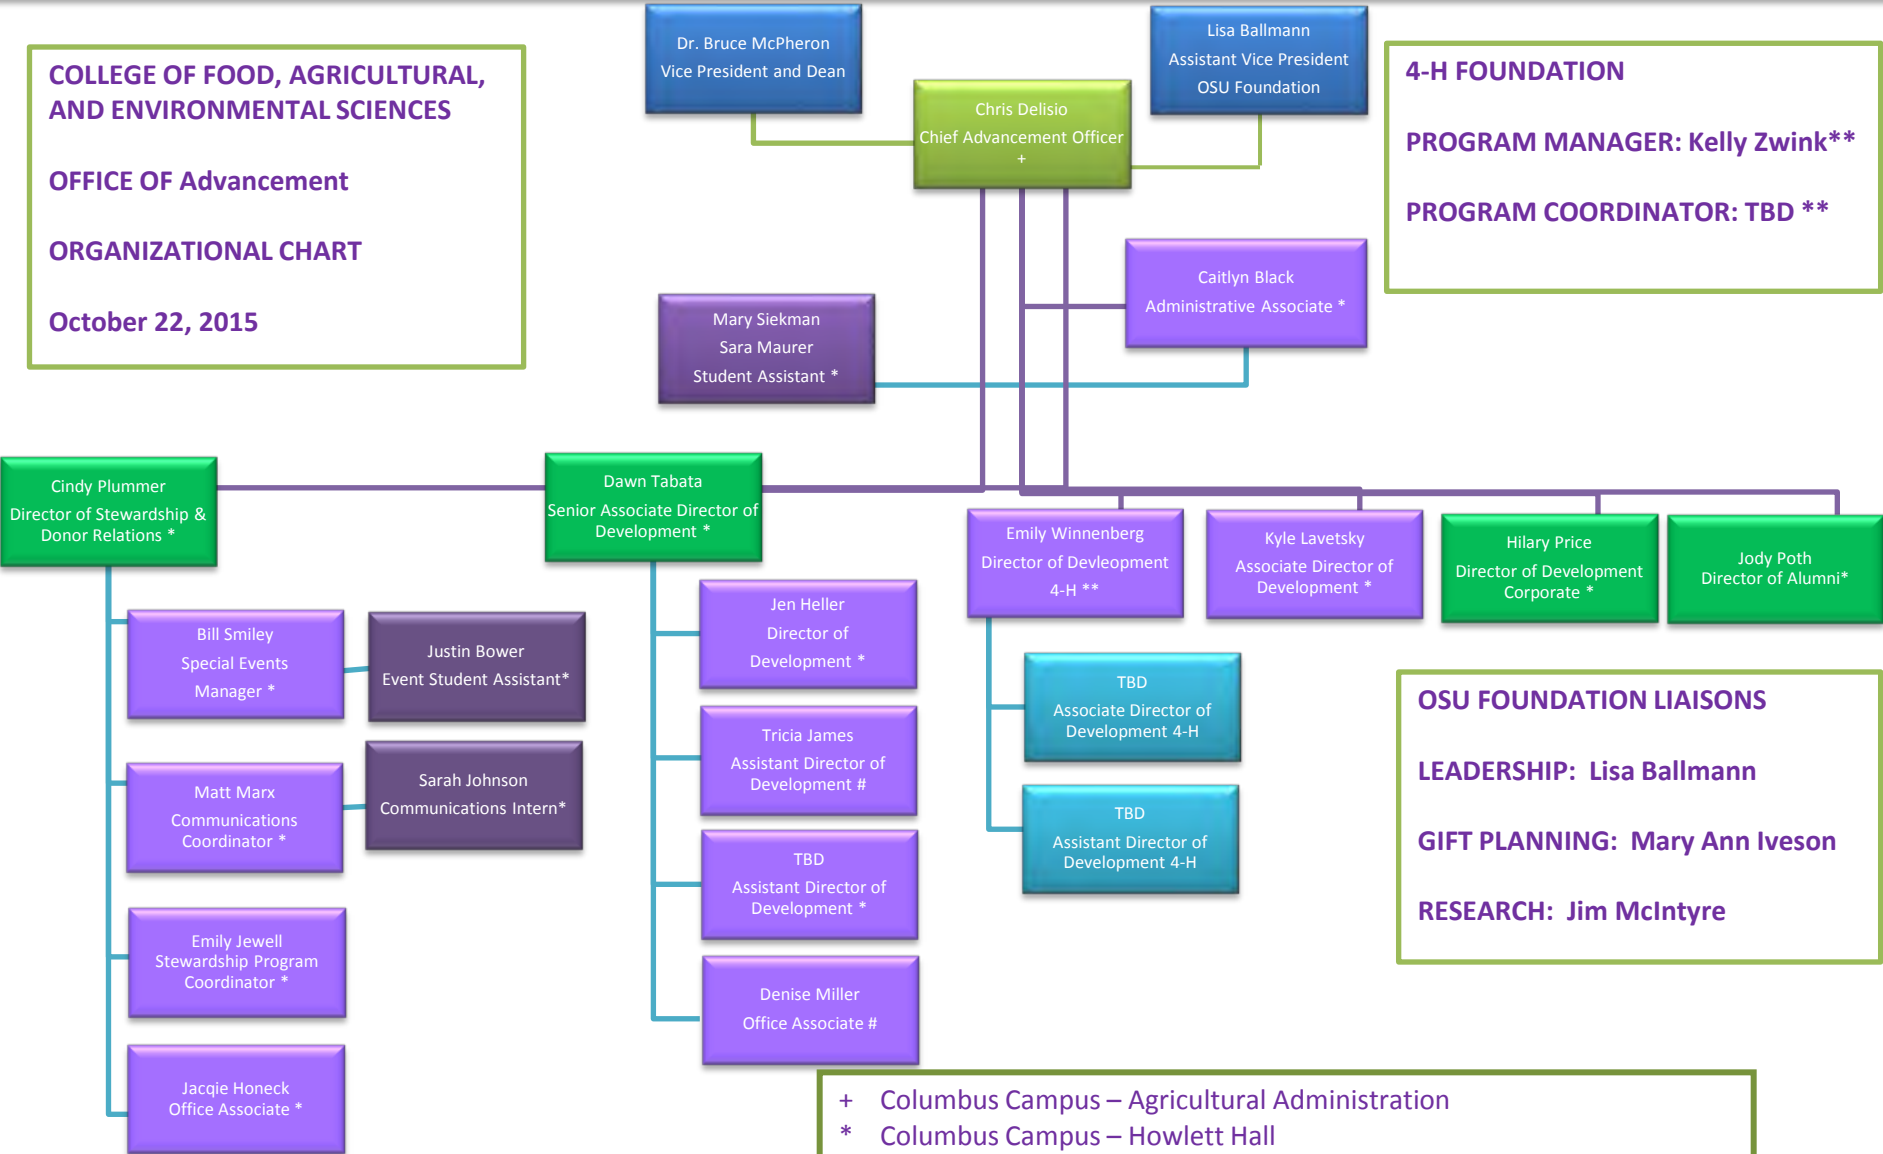 Dr. Bruce McPheron
Vice President and Dean
Lisa Ballmann
Assistant Vice President
OSU Foundation
COLLEGE OF FOOD, AGRICULTURAL,
AND ENVIRONMENTAL SCIENCES
OFFICE OF Advancement
ORGANIZATIONAL CHART
October 22, 2015
Chris Delisio
Chief Advancement Officer
+
4-H FOUNDATION
PROGRAM MANAGER: Kelly Zwink**
PROGRAM COORDINATOR: TBD **
Caitlyn Black
Administrative Associate *
Mary Siekman
Sara Maurer
Student Assistant *
Cindy Plummer
Director of Stewardship &
Donor Relations *
Dawn Tabata
Senior Associate Director of
Development *
Emily Winnenberg
Director of Devleopment
4-H **
Kyle Lavetsky
Associate Director of
Development *
Hilary Price
Director of Development
Corporate *
Jody Poth
Director of Alumni*
Bill Smiley
Special Events
Manager *
Justin Bower
Event Student Assistant*
Matt Marx
Communications
Coordinator *
Sarah Johnson
Communications Intern*
Emily Jewell
Stewardship Program
Coordinator *
Jacqie Honeck
Office Associate *
Jen Heller
Director of
Development *
Tricia James
Assistant Director of
Development #
TBD
Assistant Director of
Development *
Denise Miller
Office Associate #
TBD
Associate Director of
Development 4-H
TBD
Assistant Director of
Development 4-H
OSU FOUNDATION LIAISONS
LEADERSHIP: Lisa Ballmann
GIFT PLANNING: Mary Ann Iveson
RESEARCH: Jim McIntyre
+ Columbus Campus – Agricultural Administration
* Columbus Campus – Howlett Hall